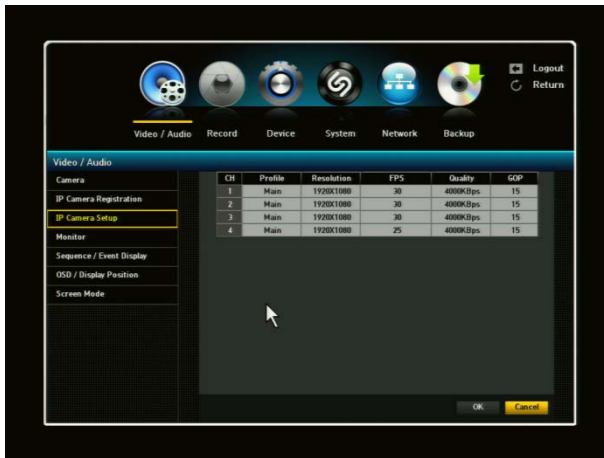 Logout
Return
Video / Audio Record Device System Network Backup
Video / Audio
Camera
IP Camera Registration
IP Camera Setup
Monitor
Sequence / Event Display
OSD / Display Position
Screen Mode
CH Profile Resolution FPS Quality GOP
1 Main 1920X1080 30 4000KBps 15
2 Main 1920X1080 30 4000KBps 15
3 Main 1920X1080 30 4000KBps 15
4 Main 1920X1080 25 4000KBps 15
OK Cancel